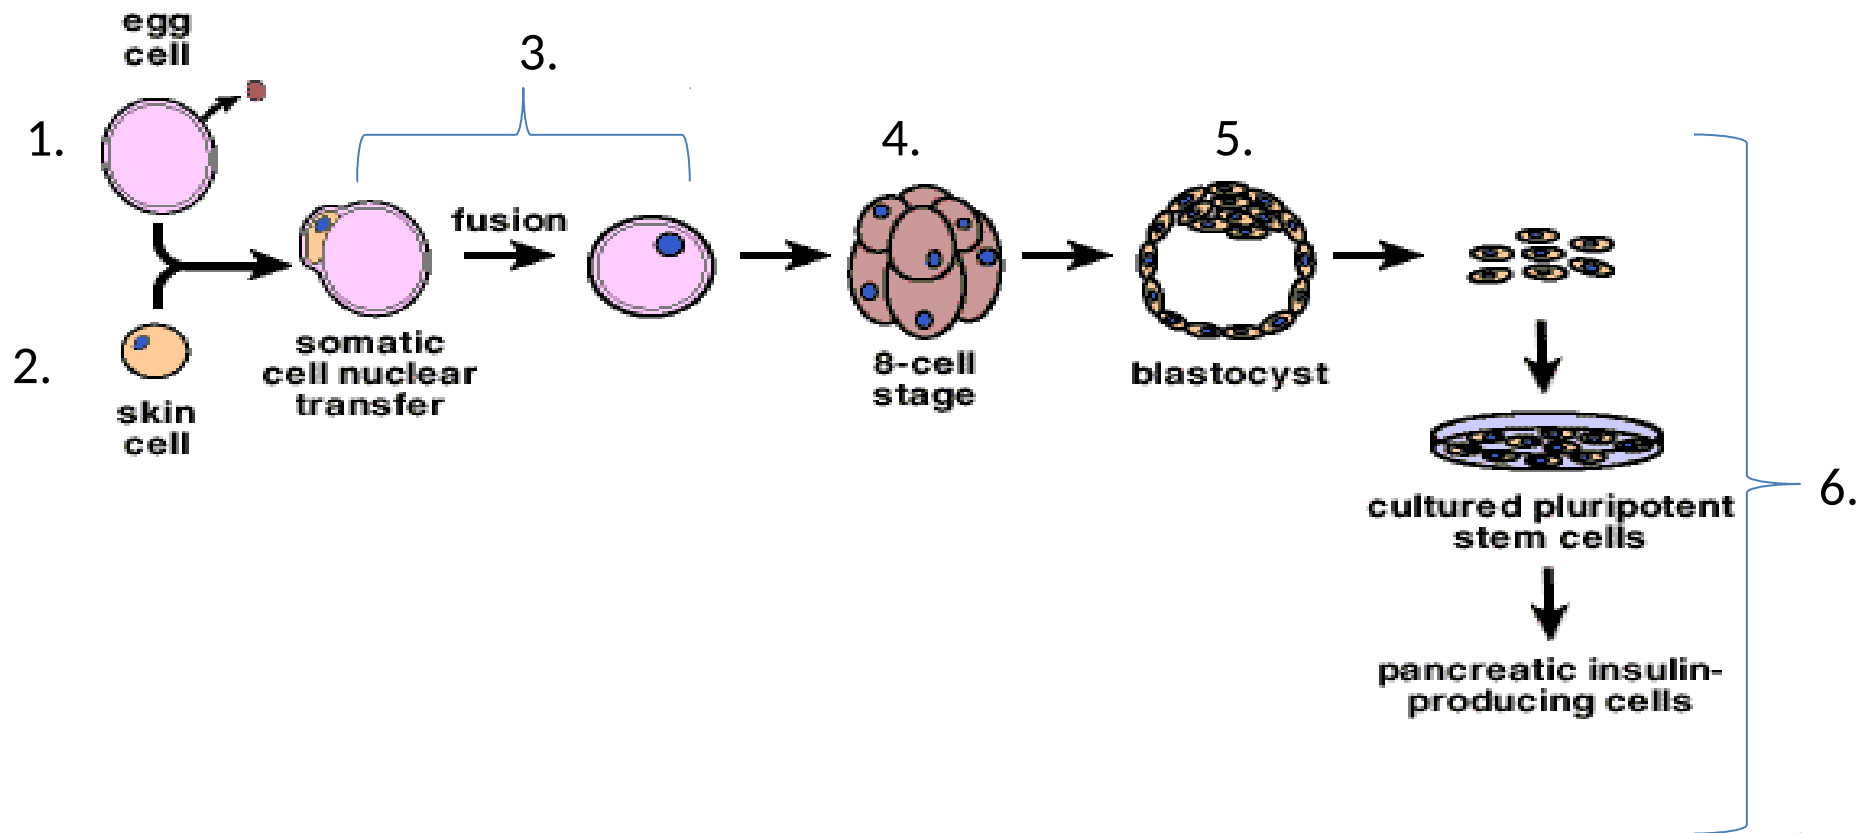 egg
cell
1.
2.
skin
cell
3.
somatic
cell nuclear
transfer
fusion
4.
8-cell
stage
5.
blastocyst
cultured pluripotent
stem cells
pancreatic insulin-
producing cells
6.